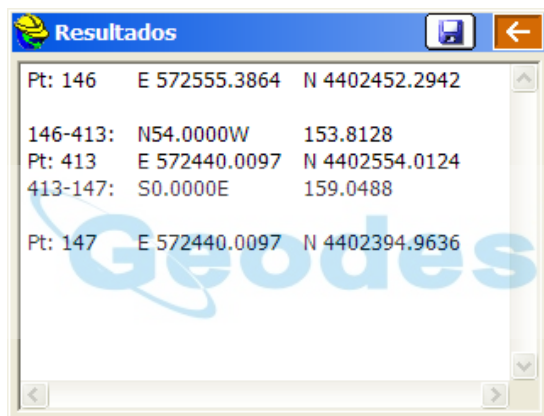 Resultados
Pt: 146 E 572555.3864 N 4402452.2942
146-413: N54.0000W 153.8128
Pt: 413 E 572440.0097 N 4402554.0124
413-147: S0.0000E 159.0488
Pt: 147 E 572440.0097 N 4402394.9636
Geodes